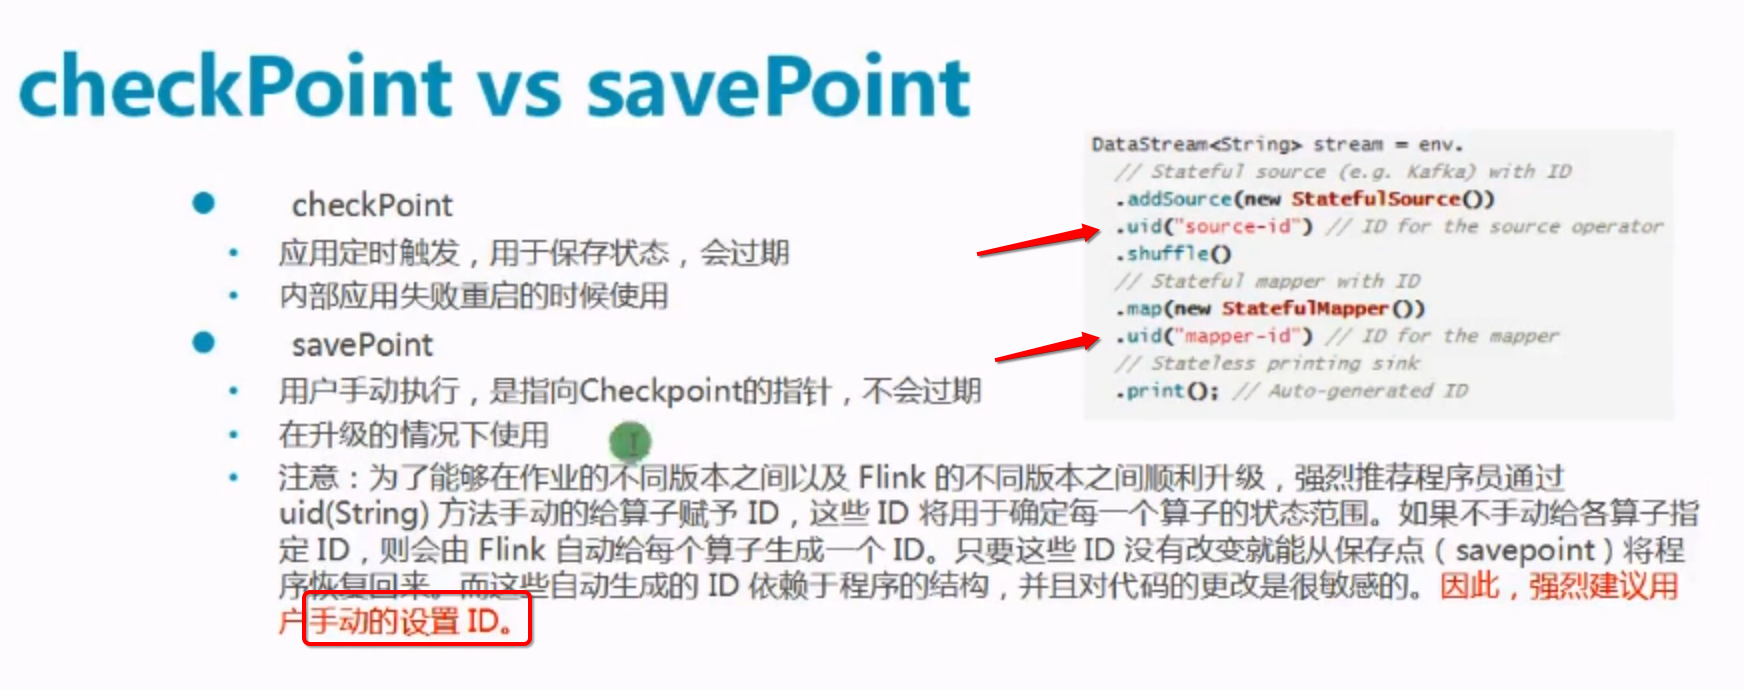 checkPoint vs savePoint
DataStream<String> stream = env.
// Stateful source (e.g. Kafka) with ID
.addSource(new StatefulSource())
.uid("source-id") // ID for the source operator
.shuffle()
// Stateful mapper with ID
.map(new StatefulMapper())
.uid("mapper-id") // ID for the mapper
// Stateless printing sink
.print(); // Auto-generated ID
● checkPoint
• 应用定时触发，用于保存状态，会过期
• 内部应用失败重启的时候使用
● savePoint
• 用户手动执行，是指向Checkpoint的指针，不会过期
• 在升级的情况下使用
• 注意：为了能够在作业的不同版本之间以及 Flink 的不同版本之间顺利升级，强烈推荐程序员通过
uid(String) 方法手动的给算子赋予 ID，这些 ID 将用于确定每一个算子的状态范围。如果不手动给各算子指
定 ID，则会由 Flink 自动给每个算子生成一个 ID。只要这些 ID 没有改变就能从保存点（savepoint）将程
序恢复回来。而这些自动生成的 ID 依赖于程序的结构，并且对代码的更改是很敏感的。因此，强烈建议用
户手动的设置 ID。